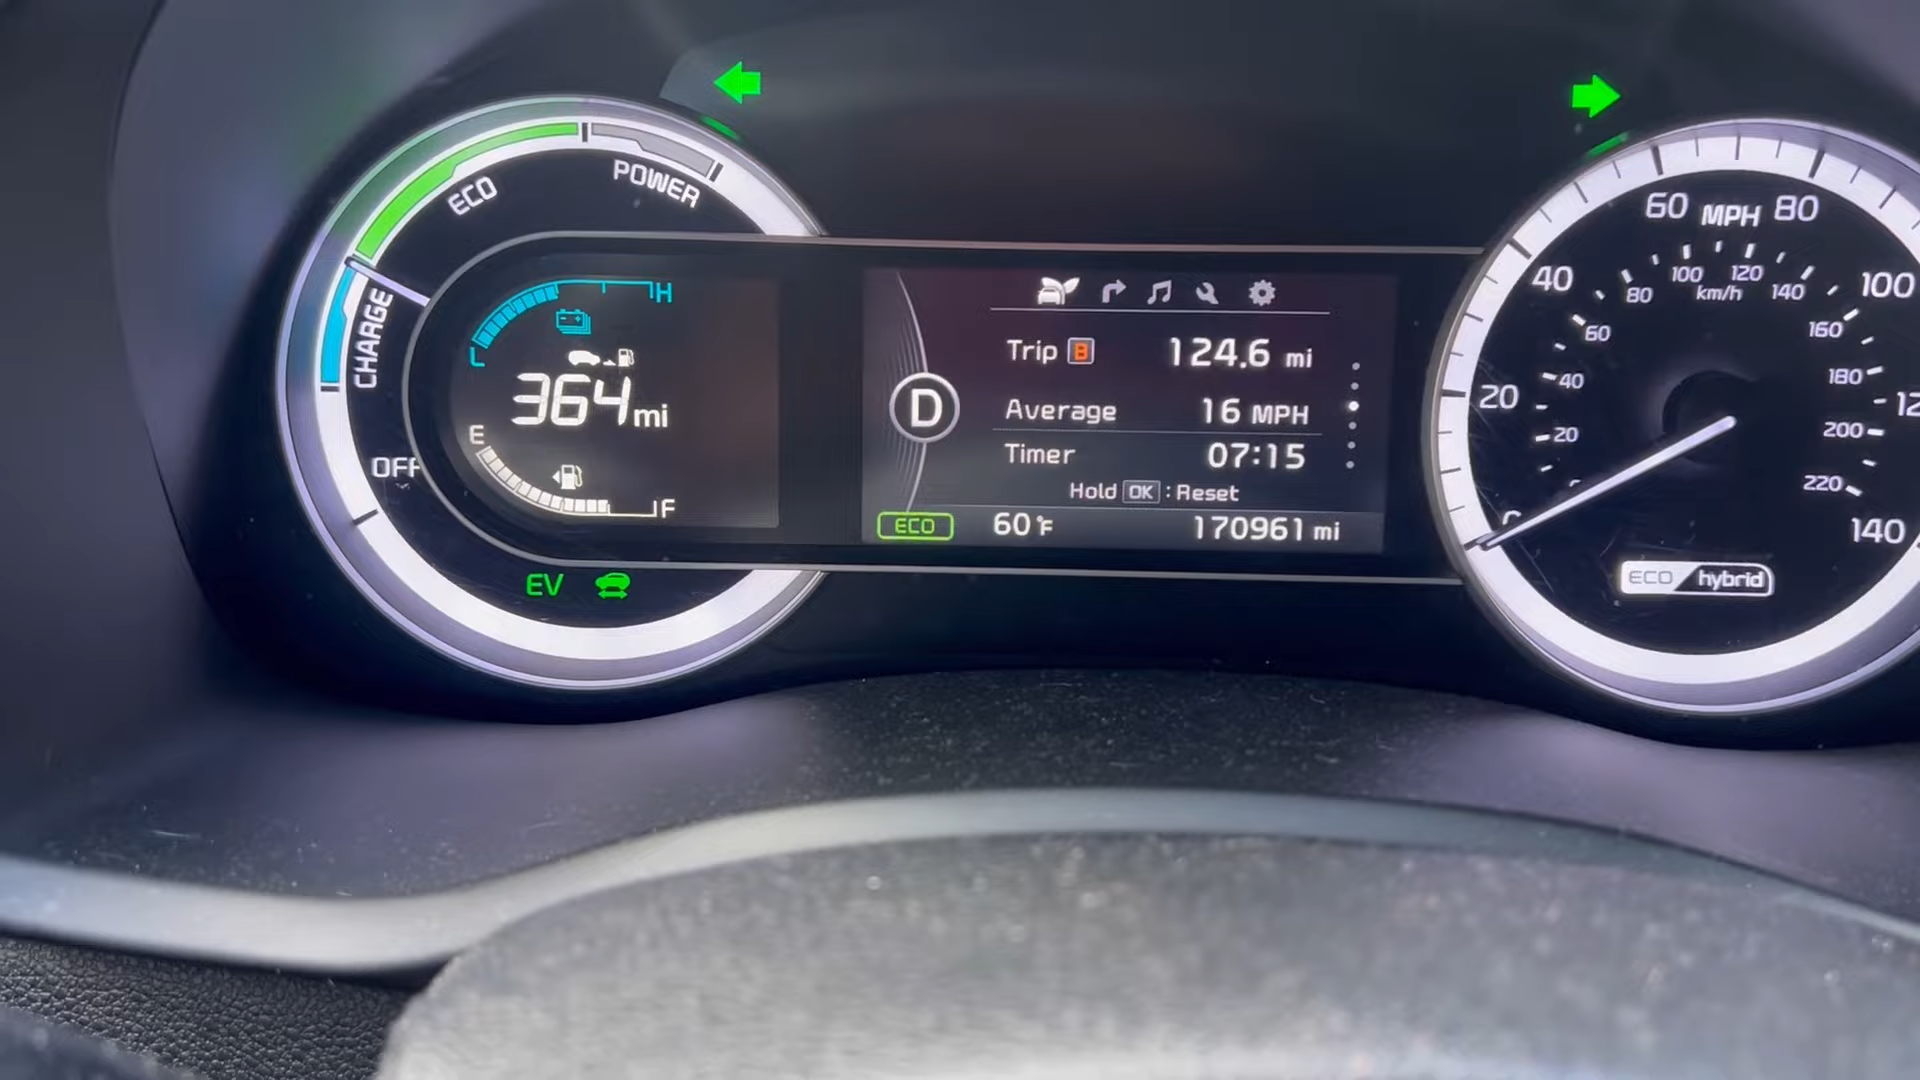 ECO
POWER
CHARGE
OFF
H
L
364 mi
E
F
EV
D
Trip B 124.6 mi
Average 16 MPH
Timer 07:15
Hold OK : Reset
ECO 60°F 170961 mi
0
20
40
60
MPH
80
100
140
20
40
60
80
100
km/h
120
140
160
180
200
220
ECO hybrid